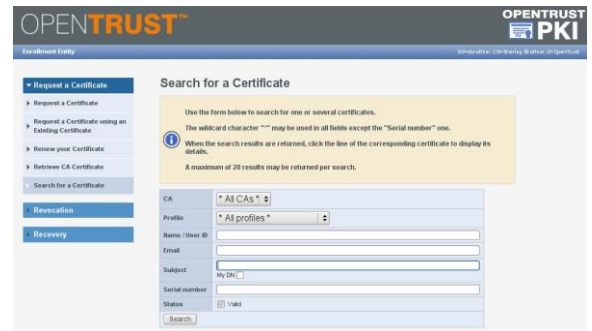 OPENTRUST™
OPENTRUST
PKI
Enrollment Entity
Request a Certificate
Request a Certificate
Request a Certificate using an
Existing Certificate
Renew your Certificate
Retrieve CA Certificate
Search for a Certificate
Revocation
Recovery
Search for a Certificate
Use the form below to search for one or several certificates.
The wildcard character "*" may be used in all fields except the "Serial number" one.
When the search results are returned, click the line of the corresponding certificate to display its
details.
A maximum of 20 results may be returned per search.
CA
* All CAs *
Profile
* All profiles *
Name / User ID
Email
Subject
My DN
Serial number
Status
Valid
Search